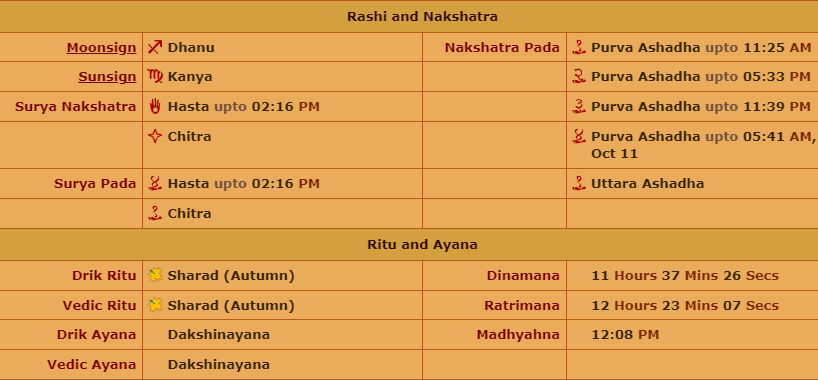 Rashi and Nakshatra
Moonsign Dhanu Nakshatra Pada Purva Ashadha upto 11:25 AM
Sunsign Kanya Purva Ashadha upto 05:33 PM
Surya Nakshatra Hasta upto 02:16 PM Purva Ashadha upto 11:39 PM
Chitra Purva Ashadha upto 05:41 AM,
Oct 11
Surya Pada Hasta upto 02:16 PM Uttara Ashadha
Chitra
Ritu and Ayana
Drik Ritu Sharad (Autumn) Dinamana 11 Hours 37 Mins 26 Secs
Vedic Ritu Sharad (Autumn) Ratrimana 12 Hours 23 Mins 07 Secs
Drik Ayana Dakshinayana Madhyahna 12:08 PM
Vedic Ayana Dakshinayana